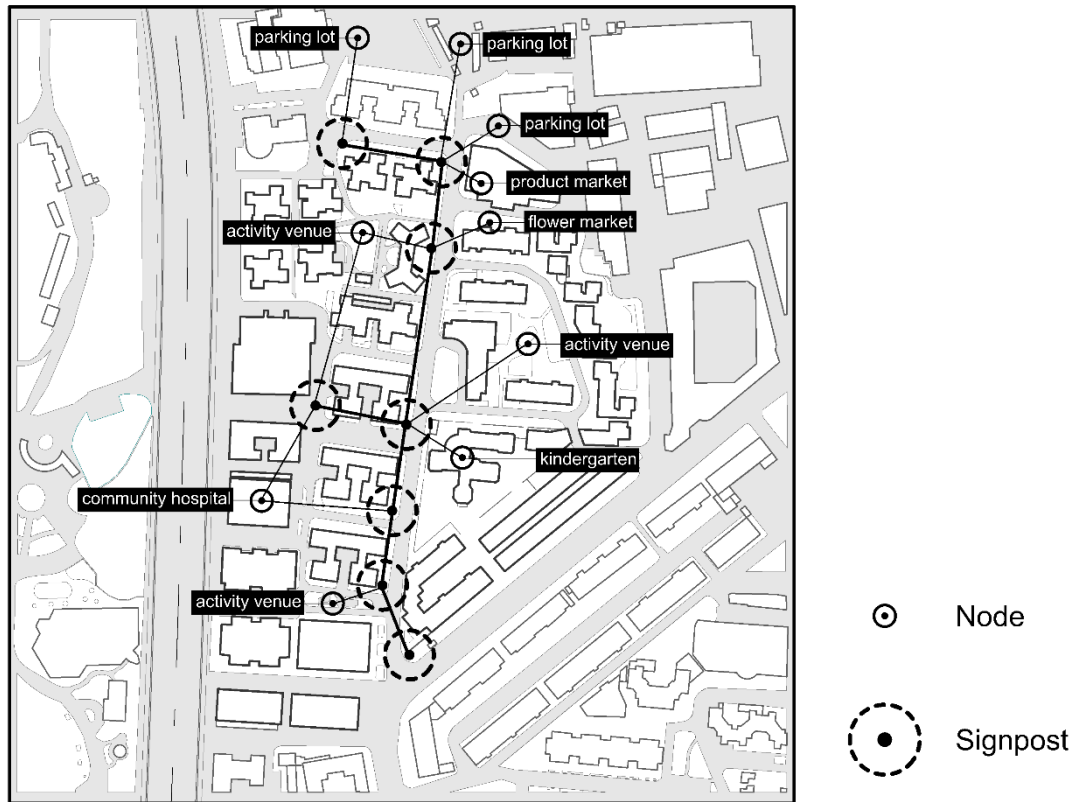 parking lot
parking lot
parking lot
product market
flower market
activity venue
activity venue
kindergarten
community hospital
activity venue
Node
Signpost